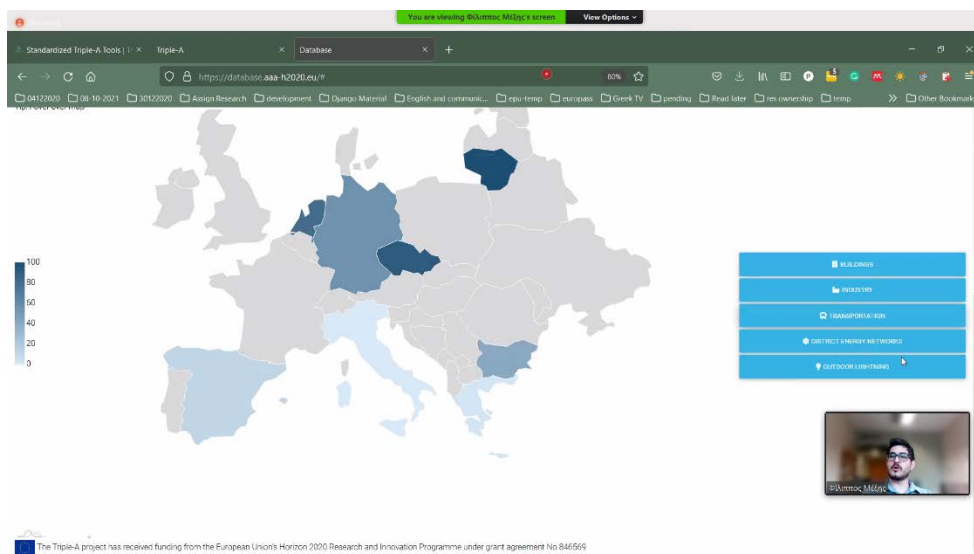 You are viewing Φίλιππος Μέξης's screen
View Options
Standardized Triple-A Tools | Tr
Triple-A
Database
https://database.aaa-h2020.eu/#
80%
04122020
08-10-2021
30122020
Assign Research
development
Django Material
English and communic...
epu-temp
europass
Greek TV
pending
Read later
res ownership
temp
Other Bookmark
BUILDINGS
INDUSTRY
TRANSPORTATION
DISTRICT ENERGY NETWORKS
OUTDOOR LIGHTNING
100
80
60
40
20
0
Φίλιππος Μέξης
The Triple-A project has received funding from the European Union's Horizon 2020 Research and Innovation Programme under grant agreement No 846569